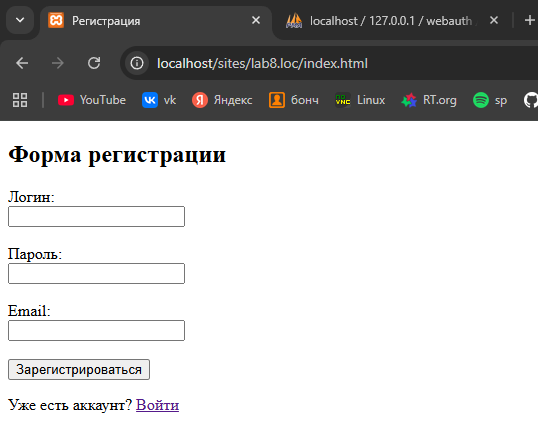 Регистрация
localhost / 127.0.0.1 / webauth
localhost/sites/lab8.loc/index.html
YouTube vk Яндекс бонч Linux RT.org sp
Форма регистрации
Логин:
Пароль:
Email:
Зарегистрироваться
Уже есть аккаунт? Войти